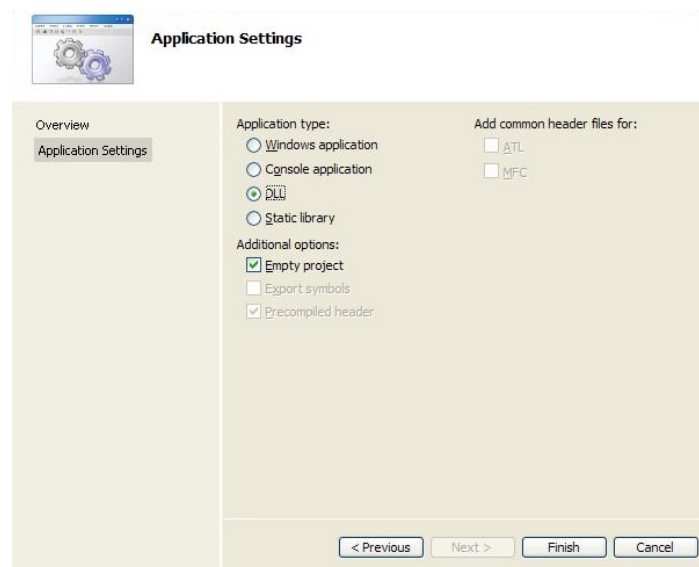 Application Settings
Overview
Application Settings
Application type:
Windows application
Console application
DLL
Static library
Additional options:
Empty project
Export symbols
Precompiled header
Add common header files for:
ATL
MFC
< Previous
Next >
Finish
Cancel